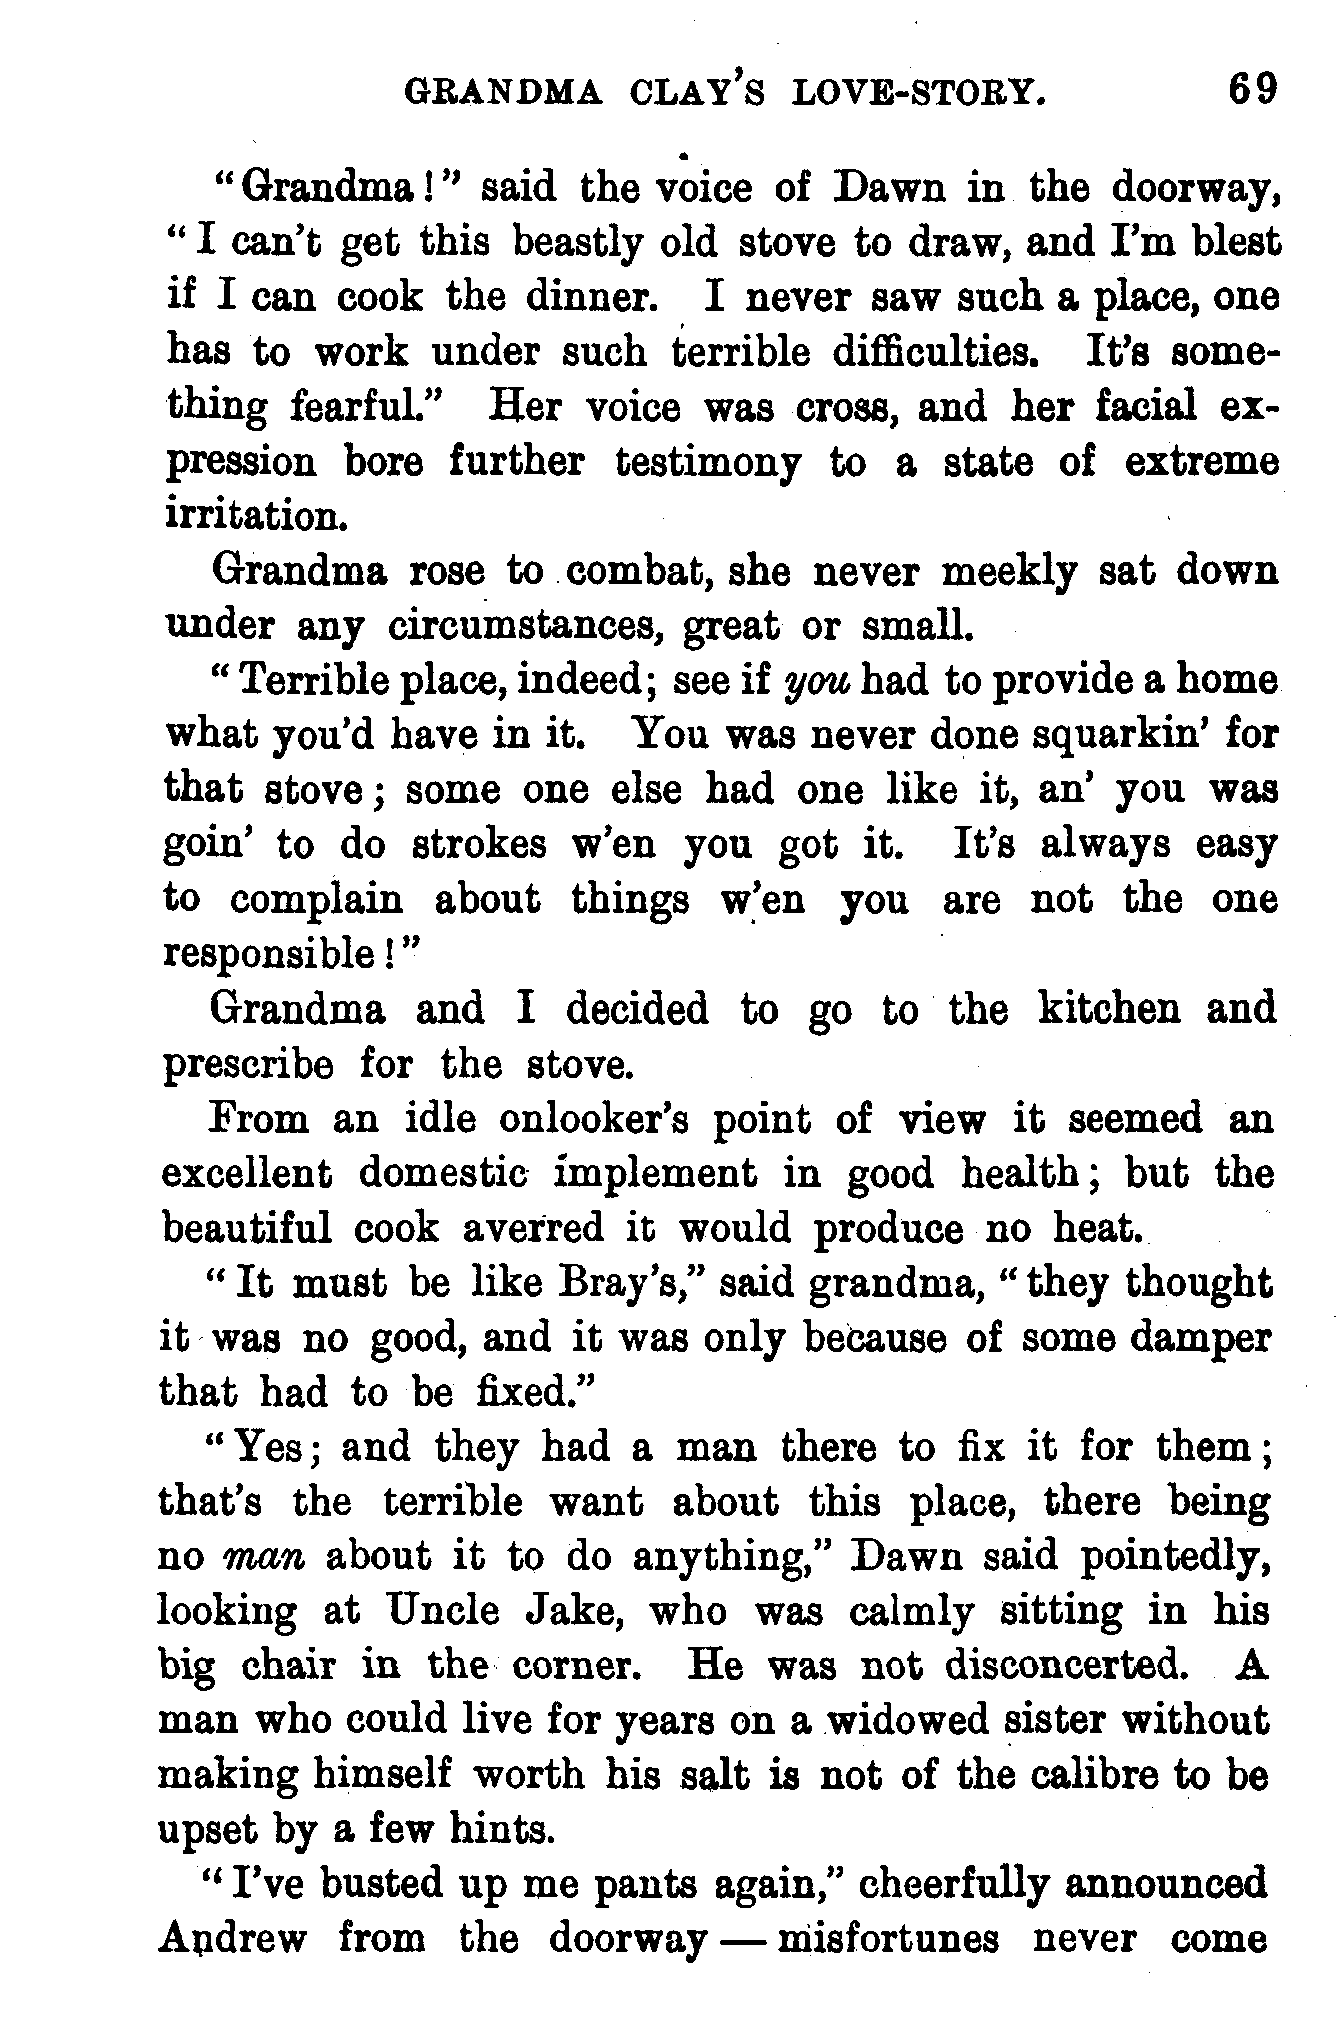 GRANDMA CLAY'S LOVE-STORY. 69
"Grandma!" said the voice of Dawn in the doorway,
"I can't get this beastly old stove to draw, and I'm blest
if I can cook the dinner. I never saw such a place, one
has to work under such terrible difficulties. It's some-
thing fearful." Her voice was cross, and her facial ex-
pression bore further testimony to a state of extreme
irritation.
Grandma rose to combat, she never meekly sat down
under any circumstances, great or small.
"Terrible place, indeed; see if you had to provide a home
what you'd have in it. You was never done squarkin' for
that stove; some one else had one like it, an' you was
goin' to do strokes w'en you got it. It's always easy
to complain about things w'en you are not the one
responsible!"
Grandma and I decided to go to the kitchen and
prescribe for the stove.
From an idle onlooker's point of view it seemed an
excellent domestic implement in good health; but the
beautiful cook averred it would produce no heat.
"It must be like Bray's," said grandma, "they thought
it was no good, and it was only because of some damper
that had to be fixed."
"Yes; and they had a man there to fix it for them;
that's the terrible want about this place, there being
no man about it to do anything," Dawn said pointedly,
looking at Uncle Jake, who was calmly sitting in his
big chair in the corner. He was not disconcerted. A
man who could live for years on a widowed sister without
making himself worth his salt is not of the calibre to be
upset by a few hints.
"I've busted up me pants again," cheerfully announced
Andrew from the doorway — misfortunes never come